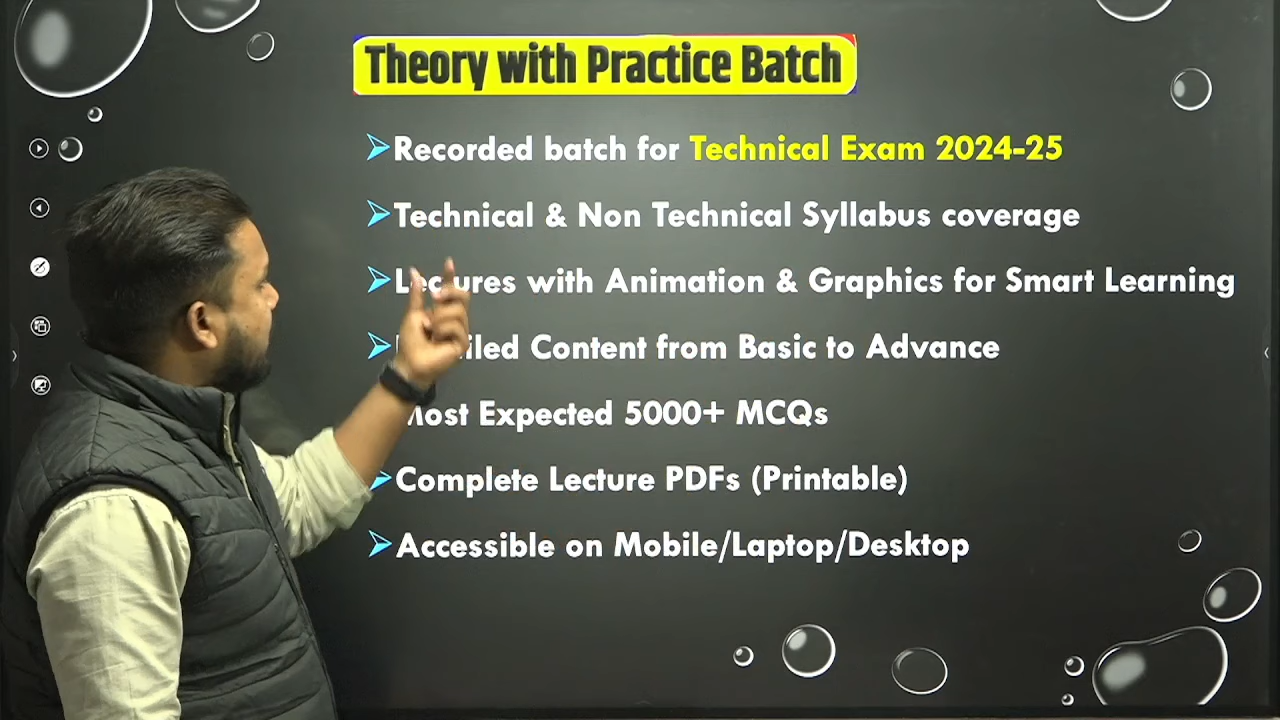 Theory with Practice Batch
Recorded batch for Technical Exam 2024-25
Technical & Non Technical Syllabus coverage
Lectures with Animation & Graphics for Smart Learning
Content from Basic to Advance
Most Expected 5000+ MCQs
Complete Lecture PDFs (Printable)
Accessible on Mobile/Laptop/Desktop